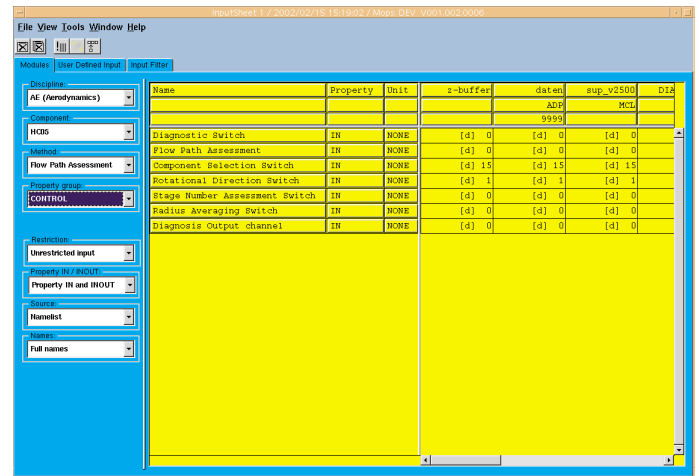 InputSheet 1 / 2002/02/15 15:19:02 / Mops: DEV_V001.002.0006
File View Tools Window Help
Modules User Defined Input Input Filter
Discipline:
AE (Aerodynamics)
Component:
HC05
Method:
Flow Path Assessment
Property group:
CONTROL
Restriction:
Unrestricted input
Property IN / INOUT:
Property IN and INOUT
Source:
Namelist
Names:
Full names
Name Property Unit z-buffer daten sup_v2500 DIA
ADP MCL
9999
Diagnostic Switch IN NONE [d] 0 [d] 0 [d] 0
Flow Path Assessment IN NONE [d] 0 [d] 0 [d] 0
Component Selection Switch IN NONE [d] 15 [d] 15 [d] 15
Rotational Direction Switch IN NONE [d] 1 [d] 1 [d] 1
Stage Number Assessment Switch IN NONE [d] 0 [d] 0 [d] 0
Radius Averaging Switch IN NONE [d] 0 [d] 0 [d] 0
Diagnosis Output channel IN NONE [d] 0 [d] 0 [d] 0